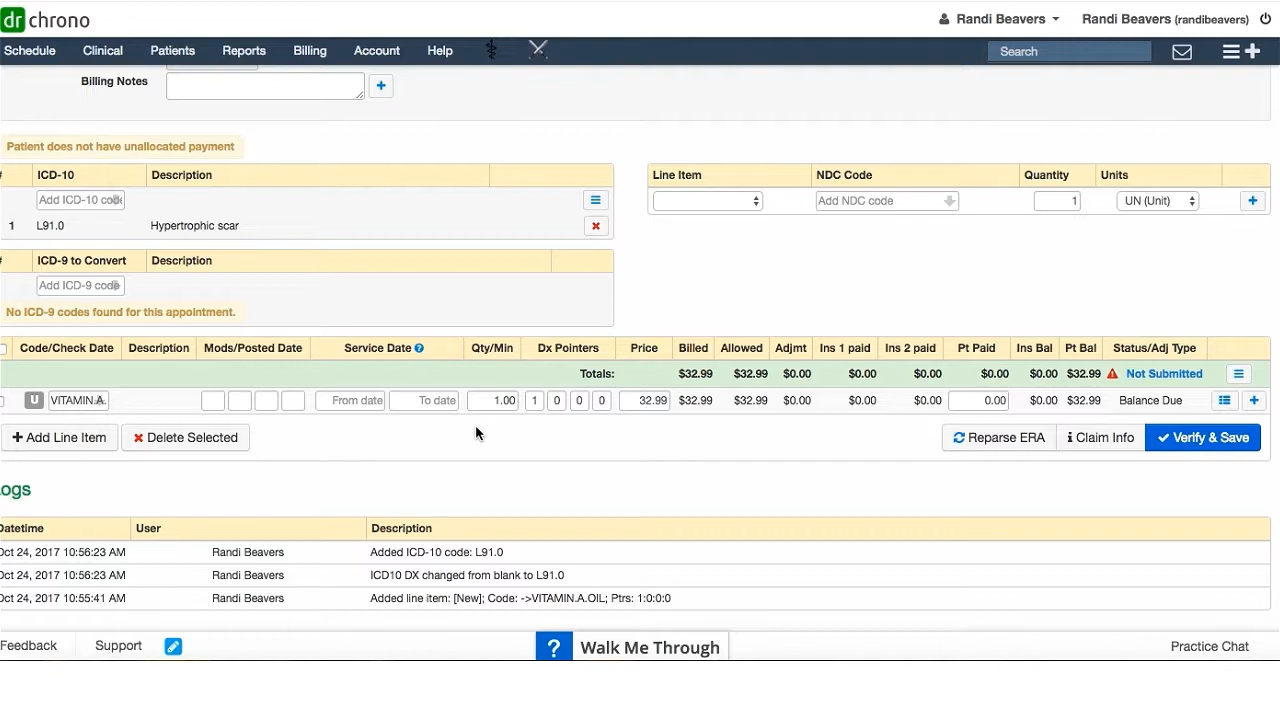 dr chrono
Randi Beavers
Randi Beavers (randibeavers)
Schedule Clinical Patients Reports Billing Account Help
Search
Billing Notes
Patient does not have unallocated payment
# ICD-10 Description
Add ICD-10 code
1 L91.0 Hypertrophic scar
# ICD-9 to Convert Description
Add ICD-9 code
No ICD-9 codes found for this appointment.
Line Item NDC Code Quantity Units
Add NDC code 1 UN (Unit)
Code/Check Date Description Mods/Posted Date Service Date Qty/Min Dx Pointers Price Billed Allowed Adjmt Ins 1 paid Ins 2 paid Pt Paid Ins Bal Pt Bal Status/Adj Type
Totals: $32.99 $32.99 $0.00 $0.00 $0.00 $0.00 $0.00 $32.99 Not Submitted
U VITAMIN.A. From date To date 1.00 1 0 0 0 32.99 $32.99 $32.99 $0.00 $0.00 $0.00 0.00 $0.00 $32.99 Balance Due
Add Line Item Delete Selected Reparse ERA Claim Info Verify & Save
ogs
Datetime User Description
Oct 24, 2017 10:56:23 AM Randi Beavers Added ICD-10 code: L91.0
Oct 24, 2017 10:56:23 AM Randi Beavers ICD10 DX changed from blank to L91.0
Oct 24, 2017 10:55:41 AM Randi Beavers Added line item: [New]; Code: ->VITAMIN.A.OIL; Ptrs: 1:0:0:0
Feedback Support ? Walk Me Through Practice Chat